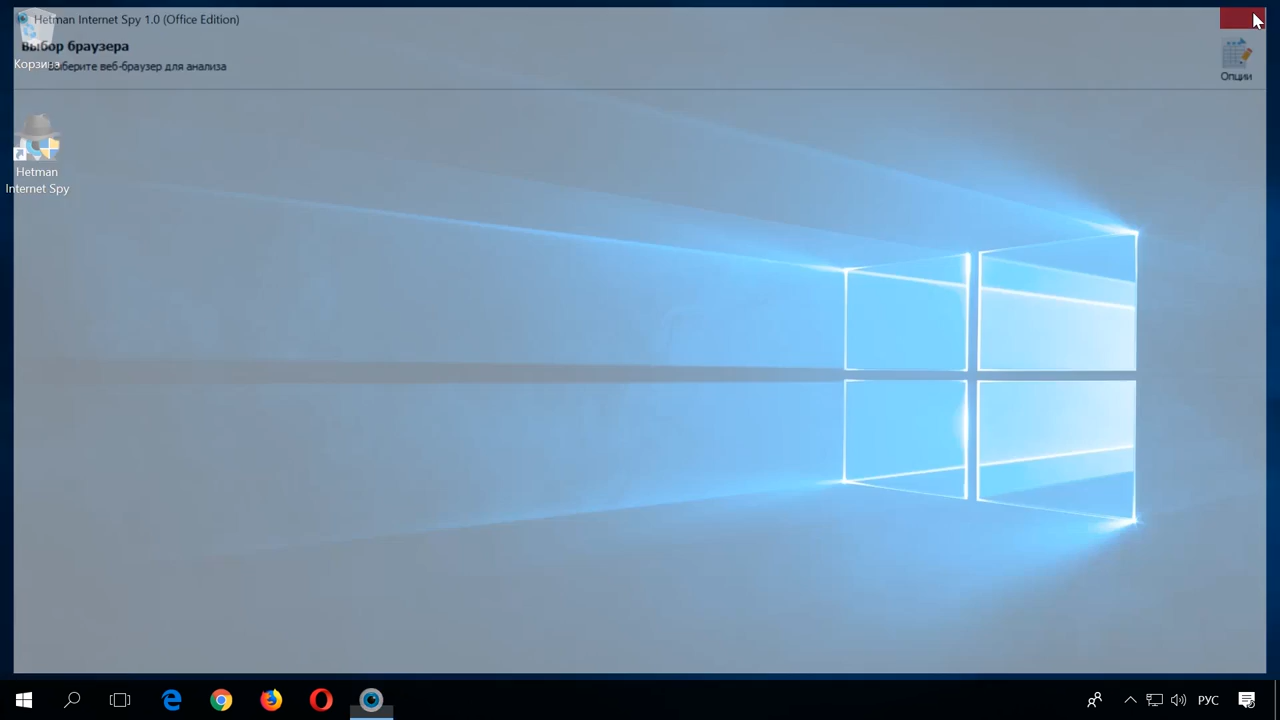 Hetman Internet Spy 1.0 (Office Edition)
Выбор браузера
Выберите веб-браузер для анализа
Опции
Корзина
Hetman
Internet Spy
РУС